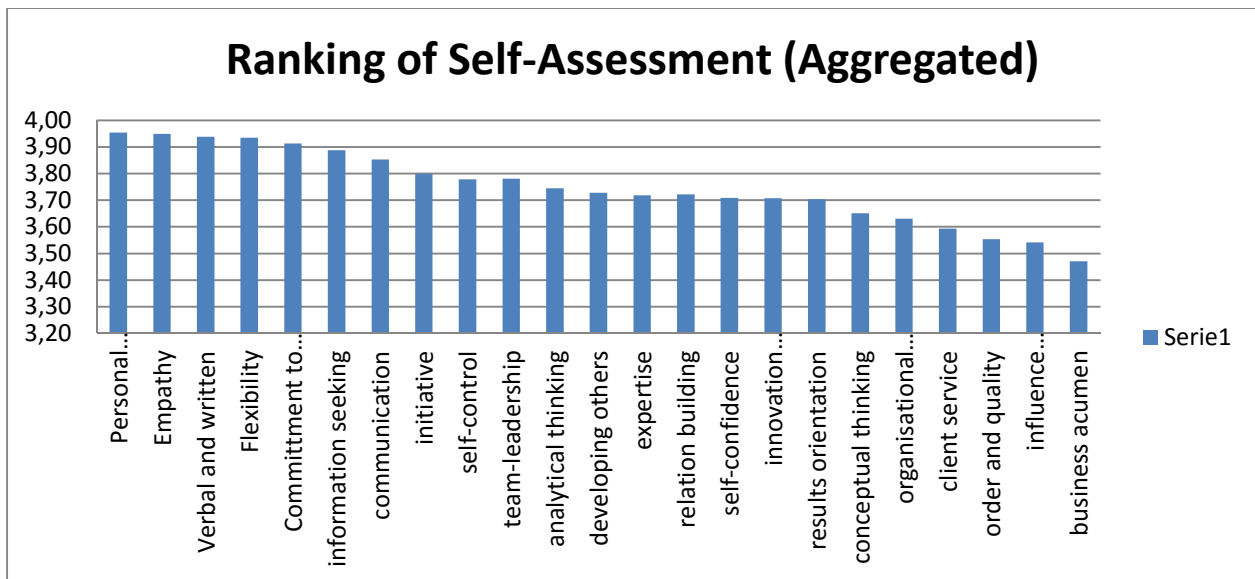 Ranking of Self-Assessment (Aggregated)
4,00
3,90
3,80
3,70
3,60
3,50
3,40
3,30
3,20
Personal…
Empathy
Verbal and written
Flexibility
Committment to…
information seeking
communication
initiative
self-control
team-leadership
analytical thinking
developing others
expertise
relation building
self-confidence
innovation…
results orientation
conceptual thinking
organisational…
client service
order and quality
influence…
business acumen
Serie1